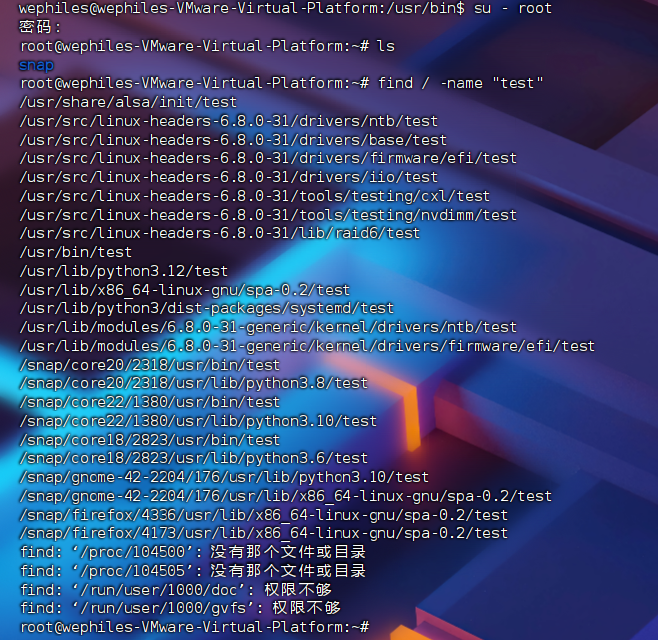 wephiles@wephiles-VMware-Virtual-Platform:/usr/bin$ su - root
密码：
root@wephiles-VMware-Virtual-Platform:~# ls
snap
root@wephiles-VMware-Virtual-Platform:~# find / -name "test"
/usr/share/alsa/init/test
/usr/src/linux-headers-6.8.0-31/drivers/ntb/test
/usr/src/linux-headers-6.8.0-31/drivers/base/test
/usr/src/linux-headers-6.8.0-31/drivers/firmware/efi/test
/usr/src/linux-headers-6.8.0-31/drivers/iio/test
/usr/src/linux-headers-6.8.0-31/tools/testing/cxl/test
/usr/src/linux-headers-6.8.0-31/tools/testing/nvdimm/test
/usr/src/linux-headers-6.8.0-31/lib/raid6/test
/usr/bin/test
/usr/lib/python3.12/test
/usr/lib/x86_64-linux-gnu/spa-0.2/test
/usr/lib/python3/dist-packages/systemd/test
/usr/lib/modules/6.8.0-31-generic/kernel/drivers/ntb/test
/usr/lib/modules/6.8.0-31-generic/kernel/drivers/firmware/efi/test
/snap/core20/2318/usr/bin/test
/snap/core20/2318/usr/lib/python3.8/test
/snap/core22/1380/usr/bin/test
/snap/core22/1380/usr/lib/python3.10/test
/snap/core18/2823/usr/bin/test
/snap/core18/2823/usr/lib/python3.6/test
/snap/gnome-42-2204/176/usr/lib/python3.10/test
/snap/gnome-42-2204/176/usr/lib/x86_64-linux-gnu/spa-0.2/test
/snap/firefox/4336/usr/lib/x86_64-linux-gnu/spa-0.2/test
/snap/firefox/4173/usr/lib/x86_64-linux-gnu/spa-0.2/test
find: ‘/proc/104500’: 没有那个文件或目录
find: ‘/proc/104505’: 没有那个文件或目录
find: ‘/run/user/1000/doc’: 权限不够
find: ‘/run/user/1000/gvfs’: 权限不够
root@wephiles-VMware-Virtual-Platform:~#